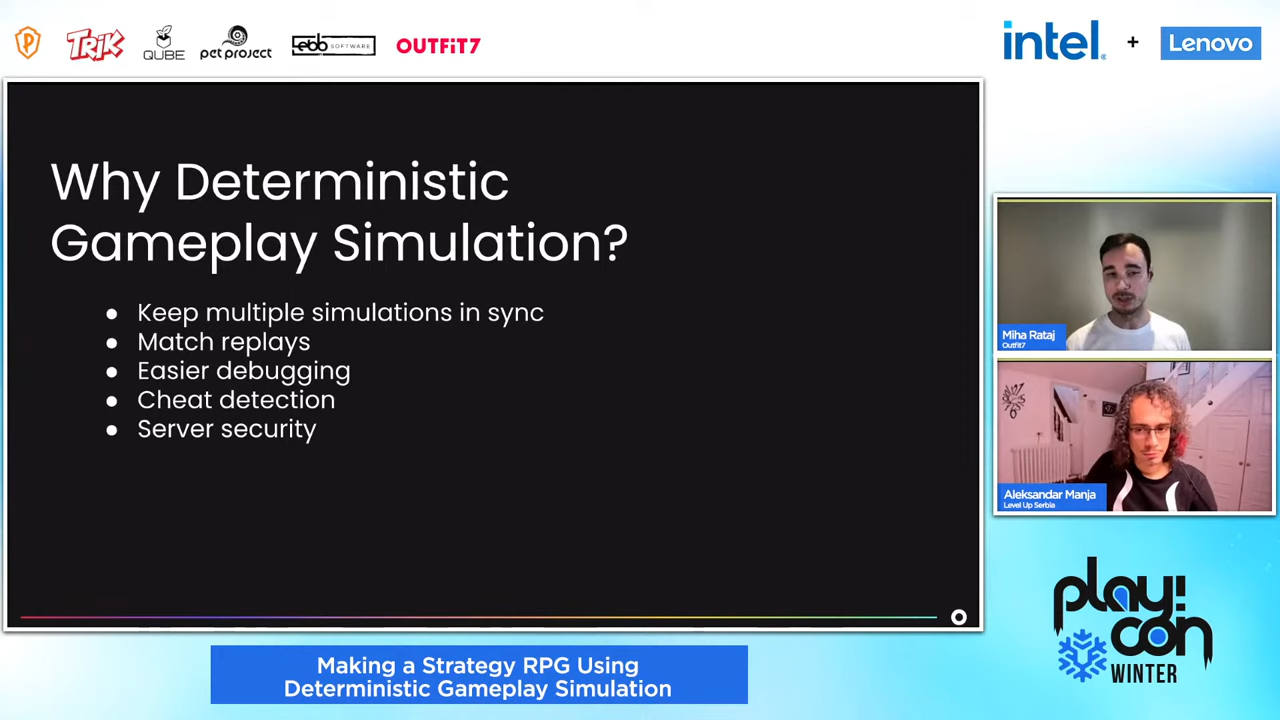 TRiK
QUBE
pet project
Lebb SOFTWARE
OUTFIT7
intel
+
Lenovo
Why Deterministic
Gameplay Simulation?
● Keep multiple simulations in sync
● Match replays
● Easier debugging
● Cheat detection
● Server security
Miha Rataj
Outfit7
Aleksandar Manja
Level Up Serbia
play!
con
WINTER
Making a Strategy RPG Using
Deterministic Gameplay Simulation